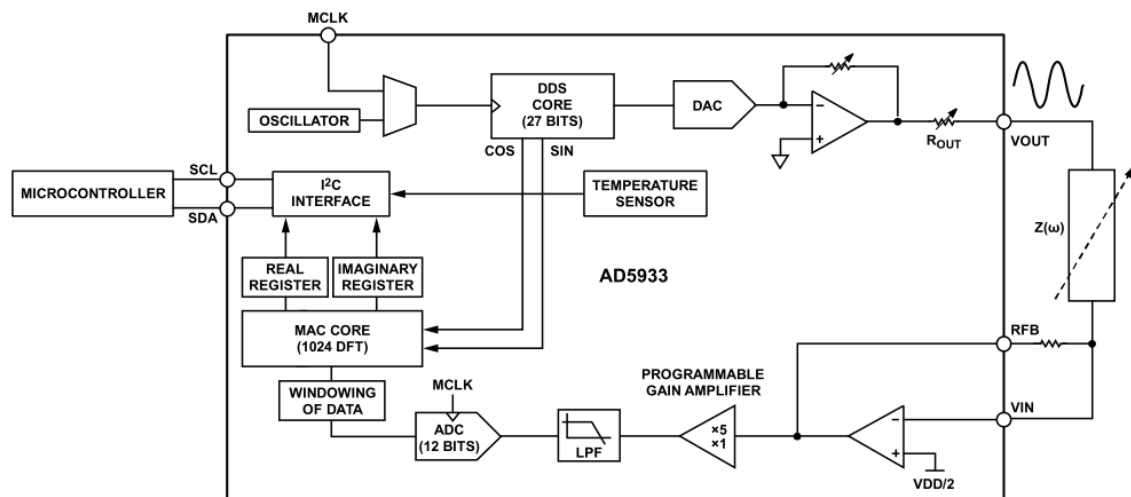 MCLK
OSCILLATOR
DDS
CORE
(27 BITS)
DAC
−
+
ROUT
VOUT
COS
SIN
SCL
MICROCONTROLLER
SDA
I2C
INTERFACE
TEMPERATURE
SENSOR
Z(ω)
REAL
REGISTER
IMAGINARY
REGISTER
AD5933
MAC CORE
(1024 DFT)
RFB
PROGRAMMABLE
GAIN AMPLIFIER
WINDOWING
OF DATA
MCLK
ADC
(12 BITS)
LPF
×5
×1
VIN
−
+
VDD/2